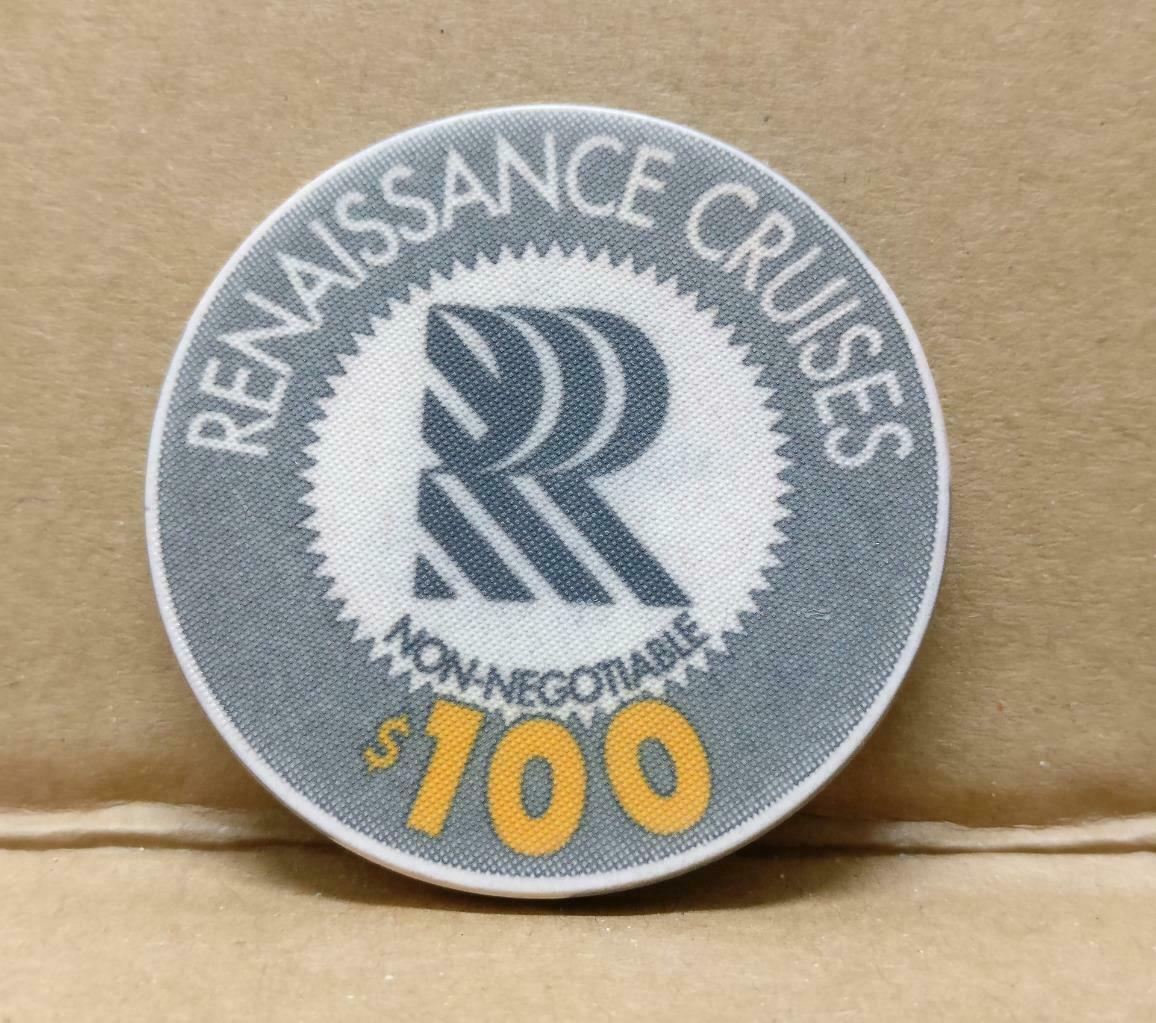 RENAISSANCE CRUISES
R
NON-NEGOTIABLE
$100